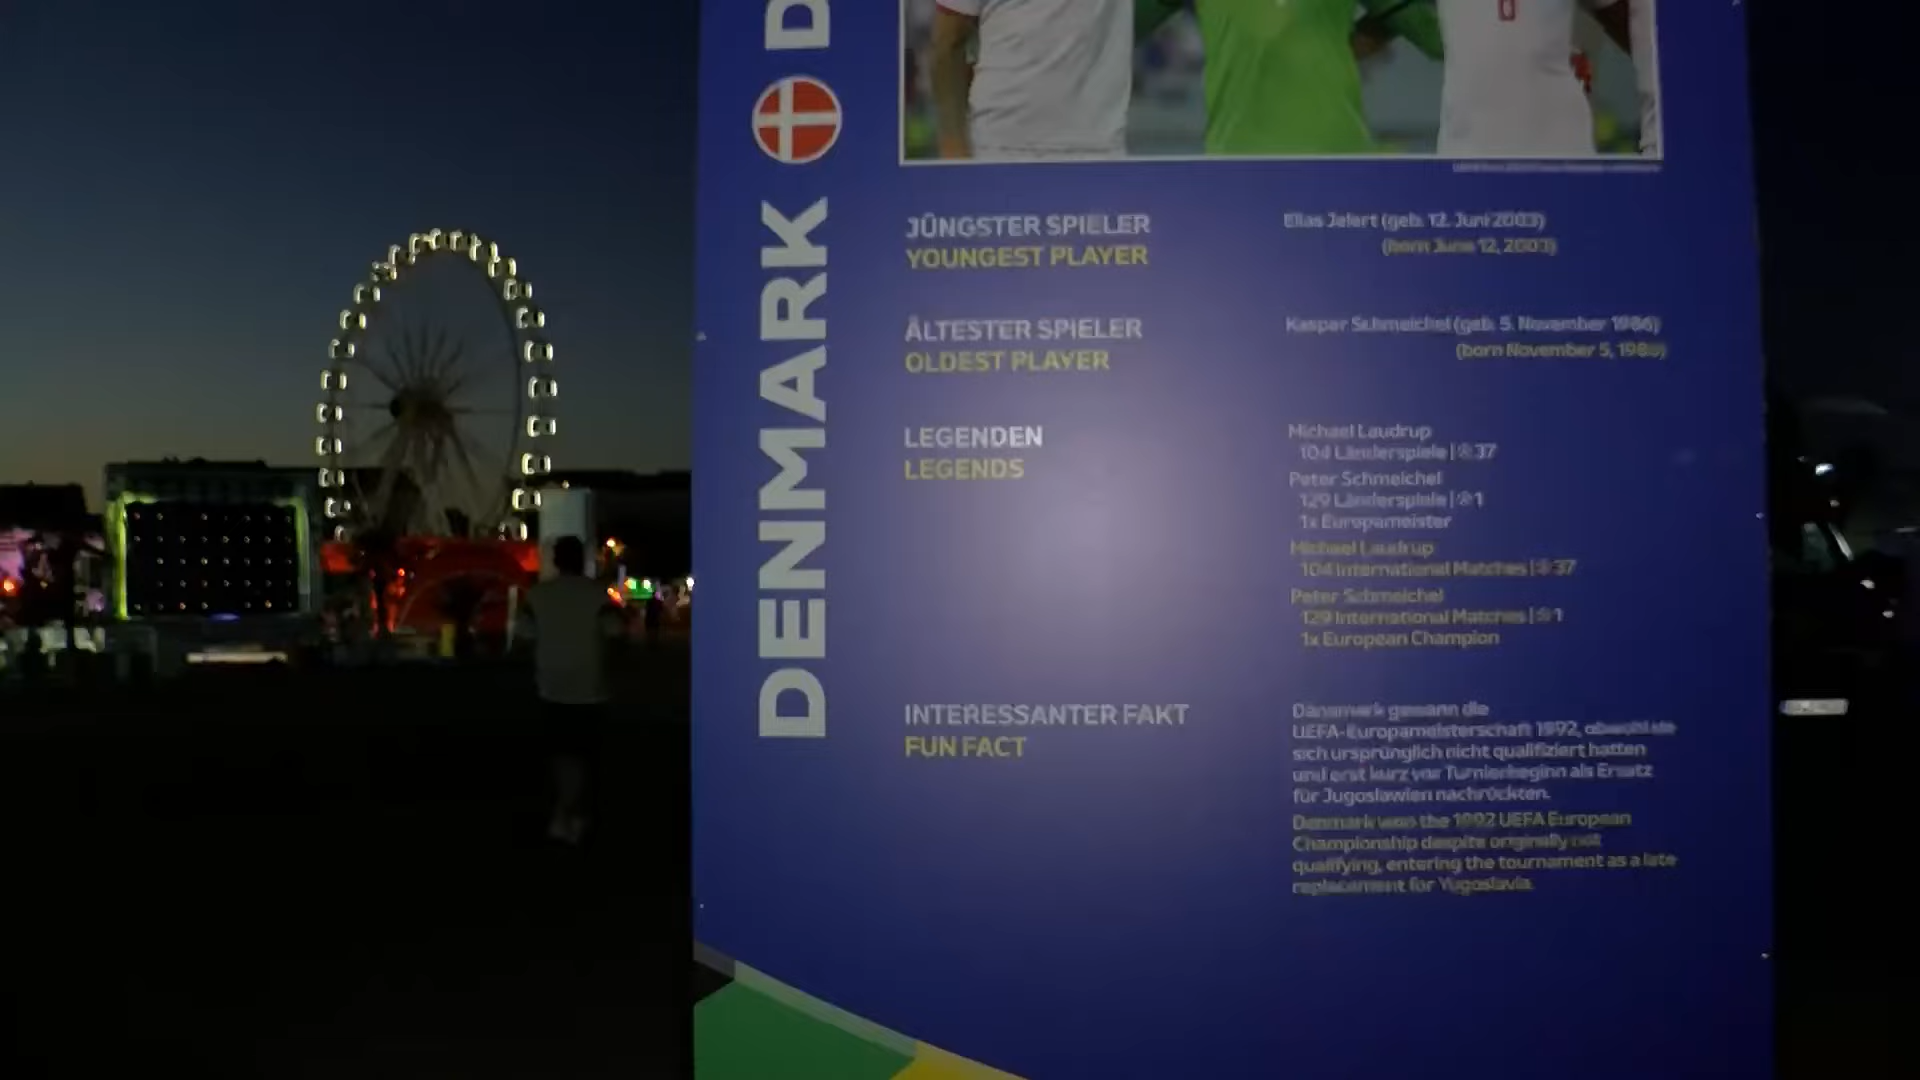 DENMARK
D
JÜNGSTER SPIELER
YOUNGEST PLAYER
Elias Jelert (geb. 12. Juni 2003)
(born June 12, 2003)
ÄLTESTER SPIELER
OLDEST PLAYER
Kasper Schmeichel (geb. 5. November 1986)
(born November 5, 1986)
LEGENDEN
LEGENDS
Michael Laudrup
104 Länderspiele | 37
Peter Schmeichel
129 Länderspiele | 1
1x Europameister
Michael Laudrup
104 International Matches | 37
Peter Schmeichel
129 International Matches | 1
1x European Champion
INTERESSANTER FAKT
FUN FACT
Dänemark gewann die
UEFA-Europameisterschaft 1992, obwohl sie
sich ursprünglich nicht qualifiziert hatten
und erst kurz vor Turnierbeginn als Ersatz
für Jugoslawien nachrückten.
Denmark won the 1992 UEFA European
Championship despite originally not
qualifying, entering the tournament as a late
replacement for Yugoslavia.